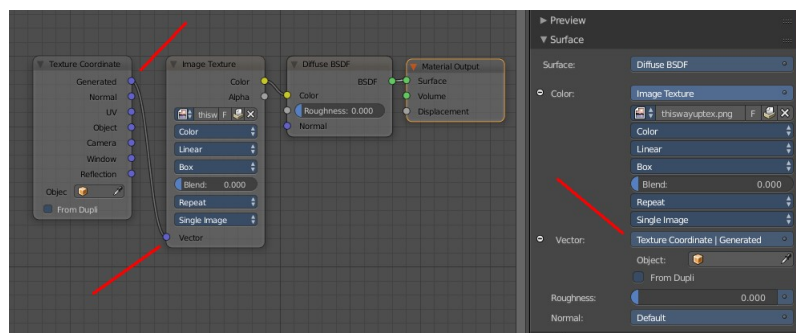 Texture Coordinate
Generated
Normal
UV
Object
Camera
Window
Reflection
Objec
From Dupli
Image Texture
Color
Alpha
thisw F
Color
Linear
Box
Blend: 0.000
Repeat
Single Image
Vector
Diffuse BSDF
BSDF
Color
Roughness: 0.000
Normal
Material Output
Surface
Volume
Displacement
Preview
Surface
Surface: Diffuse BSDF
Color: Image Texture
thiswayuptex.png F
Color
Linear
Box
Blend: 0.000
Repeat
Single Image
Vector: Texture Coordinate | Generated
Object:
From Dupli
Roughness: 0.000
Normal: Default